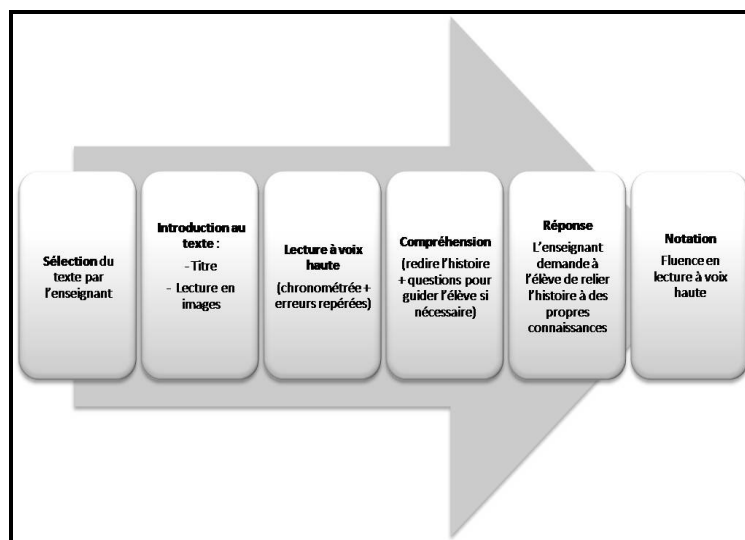 Sélection du
texte par
l'enseignant
Introduction au
texte :
- Titre
- Lecture en
images
Lecture à voix
haute
(chronométrée +
erreurs repérées)
Compréhension
(redire l'histoire
+ questions pour
guider l'élève si
nécessaire)
Réponse
L'enseignant
demande à
l'élève de relier
l'histoire à des
propres
connaissances
Notation
Fluence en
lecture à voix
haute